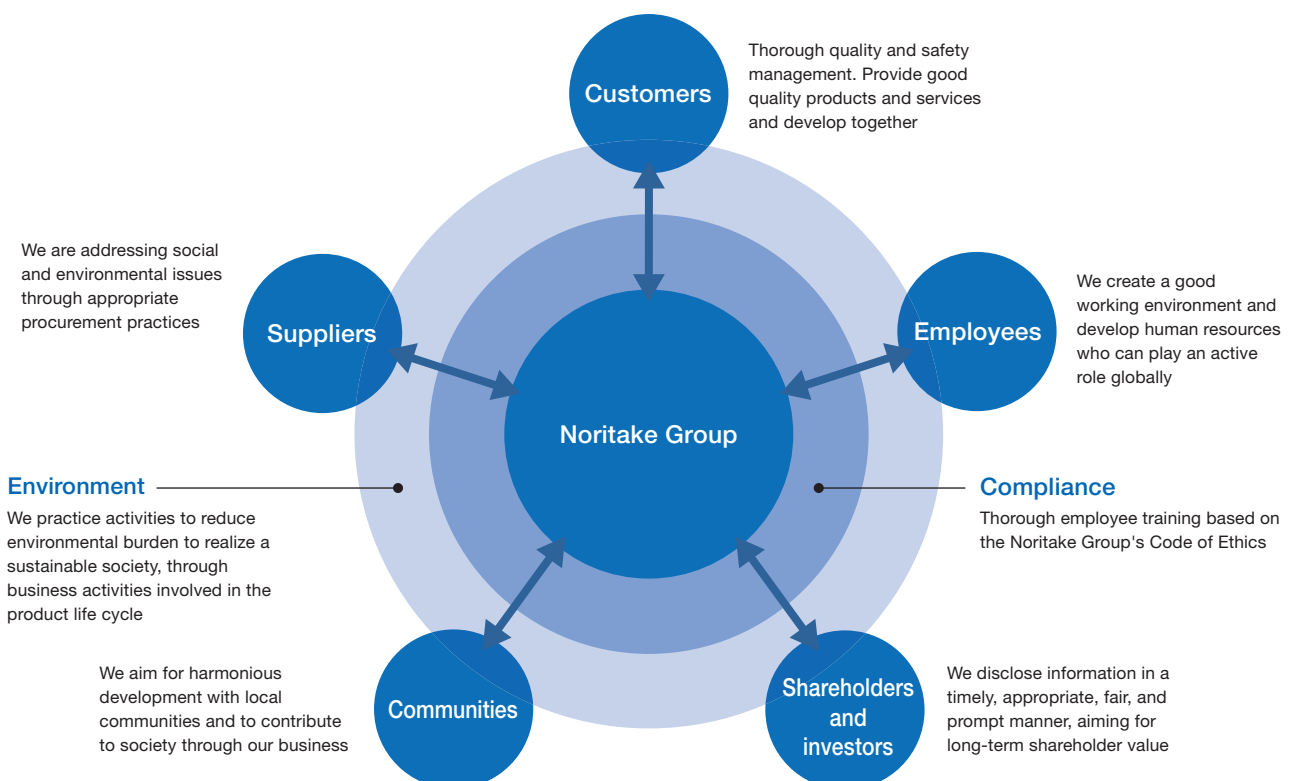 Customers
Thorough quality and safety
management. Provide good
quality products and services
and develop together
We are addressing social
and environmental issues
through appropriate
procurement practices
Suppliers
Employees
We create a good
working environment and
develop human resources
who can play an active
role globally
Noritake Group
Environment
We practice activities to reduce
environmental burden to realize a
sustainable society, through
business activities involved in the
product life cycle
Compliance
Thorough employee training based on
the Noritake Group's Code of Ethics
We aim for harmonious
development with local
communities and to contribute
to society through our business
Communities
Shareholders
and
investors
We disclose information in a
timely, appropriate, fair, and
prompt manner, aiming for
long-term shareholder value